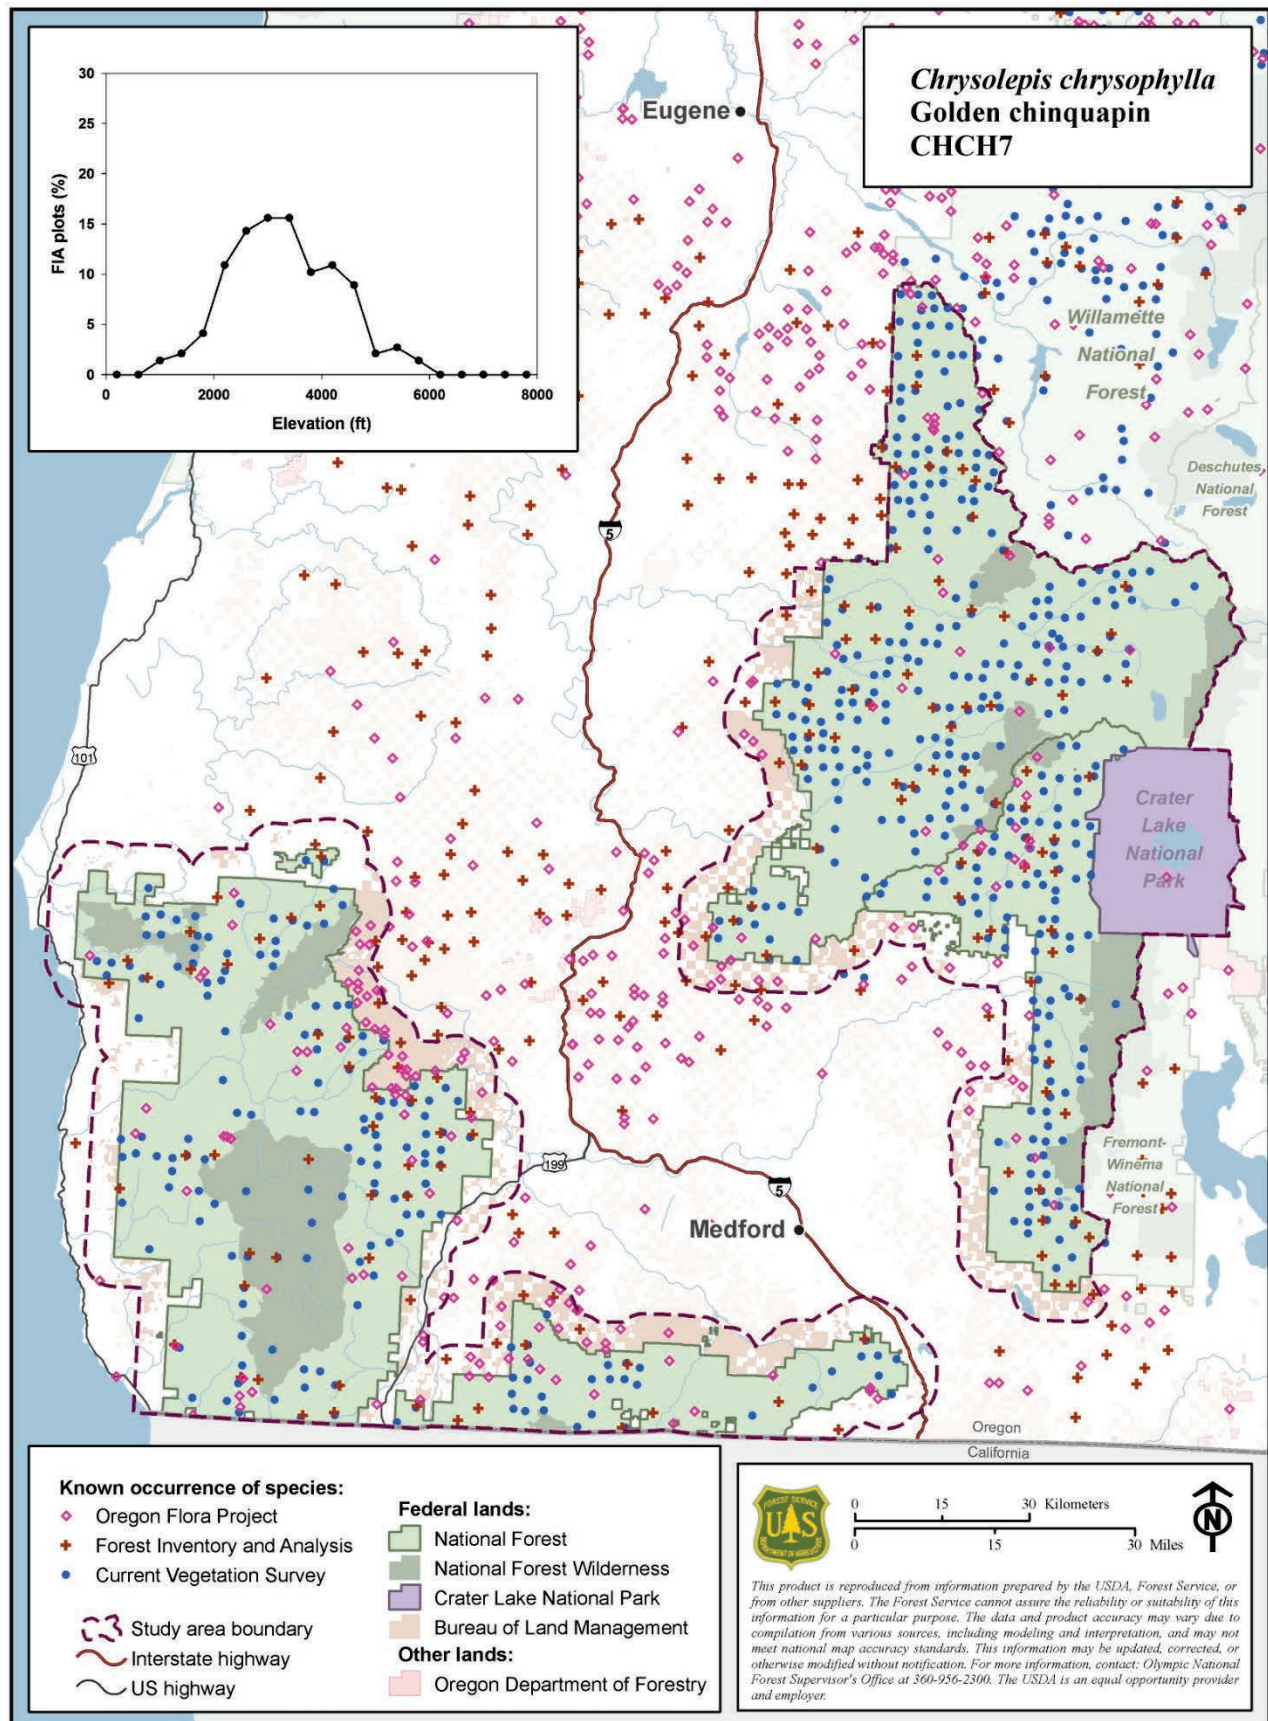 Chrysolepis chrysophylla
Golden chinquapin
CHCH7
30
25
20
15
10
5
0
FIA plots (%)
0
2000
4000
6000
8000
Elevation (ft)
Eugene
Willamette
National
Forest
Deschutes
National
Forest
5
101
Crater
Lake
National
Park
199
5
Medford
Fremont-
Winema
National
Forest
Oregon
California
Known occurrence of species:
Oregon Flora Project
Forest Inventory and Analysis
Current Vegetation Survey
Study area boundary
Interstate highway
US highway
Federal lands:
National Forest
National Forest Wilderness
Crater Lake National Park
Bureau of Land Management
Other lands:
Oregon Department of Forestry
FOREST SERVICE
U S
DEPARTMENT OF AGRICULTURE
0 15 30 Kilometers
0 15 30 Miles
N
This product is reproduced from information prepared by the USDA, Forest Service, or
from other suppliers. The Forest Service cannot assure the reliability or suitability of this
information for a particular purpose. The data and product accuracy may vary due to
compilation from various sources, including modeling and interpretation, and may not
meet national map accuracy standards. This information may be updated, corrected, or
otherwise modified without notification. For more information, contact: Olympic National
Forest Supervisor's Office at 360-956-2300. The USDA is an equal opportunity provider
and employer.